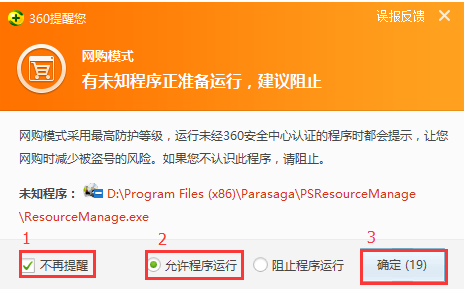 360提醒您
误报反馈
网购模式
有未知程序正准备运行，建议阻止
网购模式采用最高防护等级，运行未经360安全中心认证的程序时都会提示，让您
网购时减少被盗号的风险。如果您不认识此程序，请阻止。
未知程序： D:\Program Files (x86)\Parasaga\PSResourceManage
\ResourceManage.exe
1
2
3
不再提醒
允许程序运行
阻止程序运行
确定 (19)